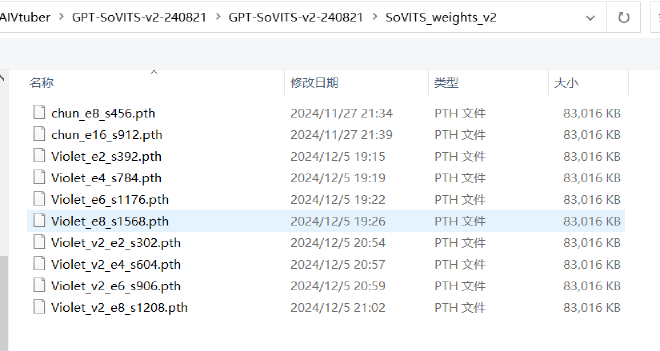 AIVtuber > GPT-SoVITS-v2-240821 > GPT-SoVITS-v2-240821 > SoVITS_weights_v2
名称 修改日期 类型 大小
chun_e8_s456.pth 2024/11/27 21:34 PTH 文件 83,016 KB
chun_e16_s912.pth 2024/11/27 21:39 PTH 文件 83,016 KB
Violet_e2_s392.pth 2024/12/5 19:15 PTH 文件 83,016 KB
Violet_e4_s784.pth 2024/12/5 19:19 PTH 文件 83,016 KB
Violet_e6_s1176.pth 2024/12/5 19:22 PTH 文件 83,016 KB
Violet_e8_s1568.pth 2024/12/5 19:26 PTH 文件 83,016 KB
Violet_v2_e2_s302.pth 2024/12/5 20:54 PTH 文件 83,016 KB
Violet_v2_e4_s604.pth 2024/12/5 20:57 PTH 文件 83,016 KB
Violet_v2_e6_s906.pth 2024/12/5 20:59 PTH 文件 83,016 KB
Violet_v2_e8_s1208.pth 2024/12/5 21:02 PTH 文件 83,016 KB